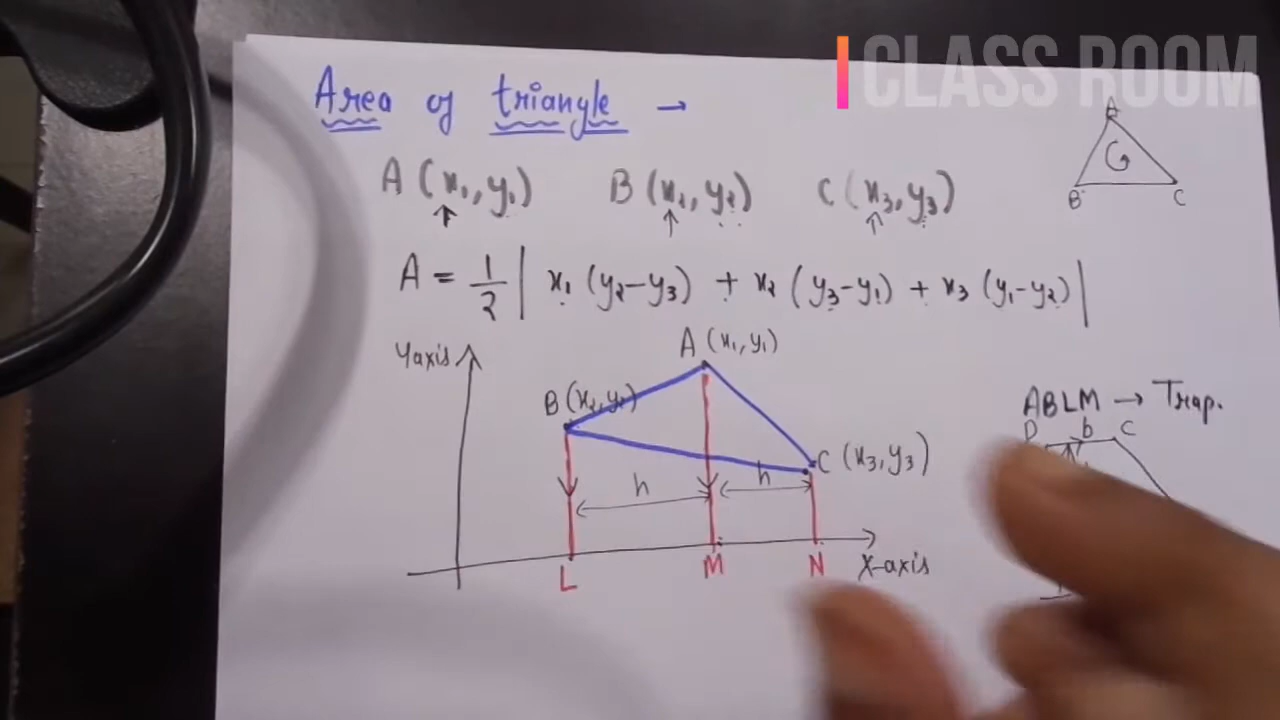 CLASS ROOM
Area of triangle →
A
G
B
C
A (x₁, y₁) B (x₂, y₂) C (x₃, y₃)
A = 1/2 | x₁ (y₂-y₃) + x₂ (y₃-y₁) + x₃ (y₁-y₂) |
Yaxis
A (x₁, y₁)
B (x₂, y₂)
C (x₃, y₃)
h
h
L
M
N
X-axis
ABLM → Trap.
D b C